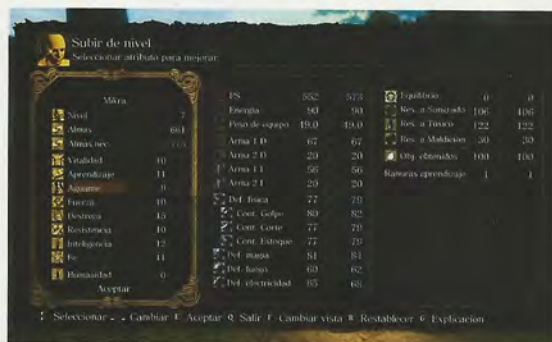 Subir de nivel
Seleccionar atributo para mejorar.
Mikra
Nivel 7
Almas 661
Almas nec.
Vitalidad 10
Aprendizaje 11
Aguante 9
Fuerza 10
Destreza 15
Resistencia 10
Inteligencia 12
Fe 11
Humanidad 0
Aceptar
PS 552 573
Energía 90 90
Peso de equipo 49.0 49.0
Arma 1 D 67 67
Arma 2 D 20 20
Arma 1 I 56 56
Arma 2 I 20 20
Def. física 77 79
Cont. Golpe 80 82
Cont. Corte 77 79
Cont. Estoque 77 79
Def. magia 81 84
Def. fuego 60 62
Def. electricidad 65 68
Equilibrio 0 0
Res. a Sangrado 106 106
Res. a Tóxico 122 122
Res. a Maldición 30 30
Obj. obtenidos 100 100
Ranuras aprendizaje 1 1
Seleccionar Cambiar E Aceptar Q Salir F Cambiar vista R Restablecer G Explicación